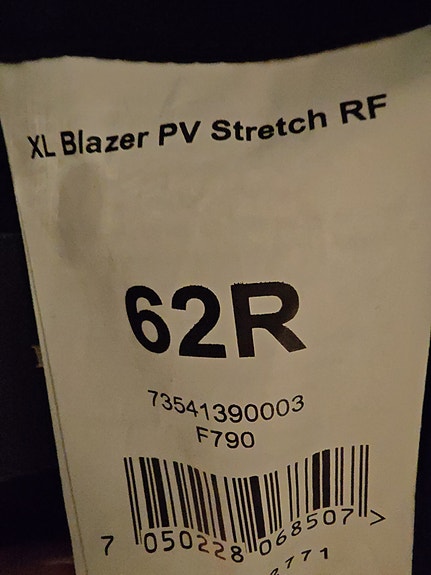 XL Blazer PV Stretch RF
62R
73541390003
F790
7 050228 068507 >